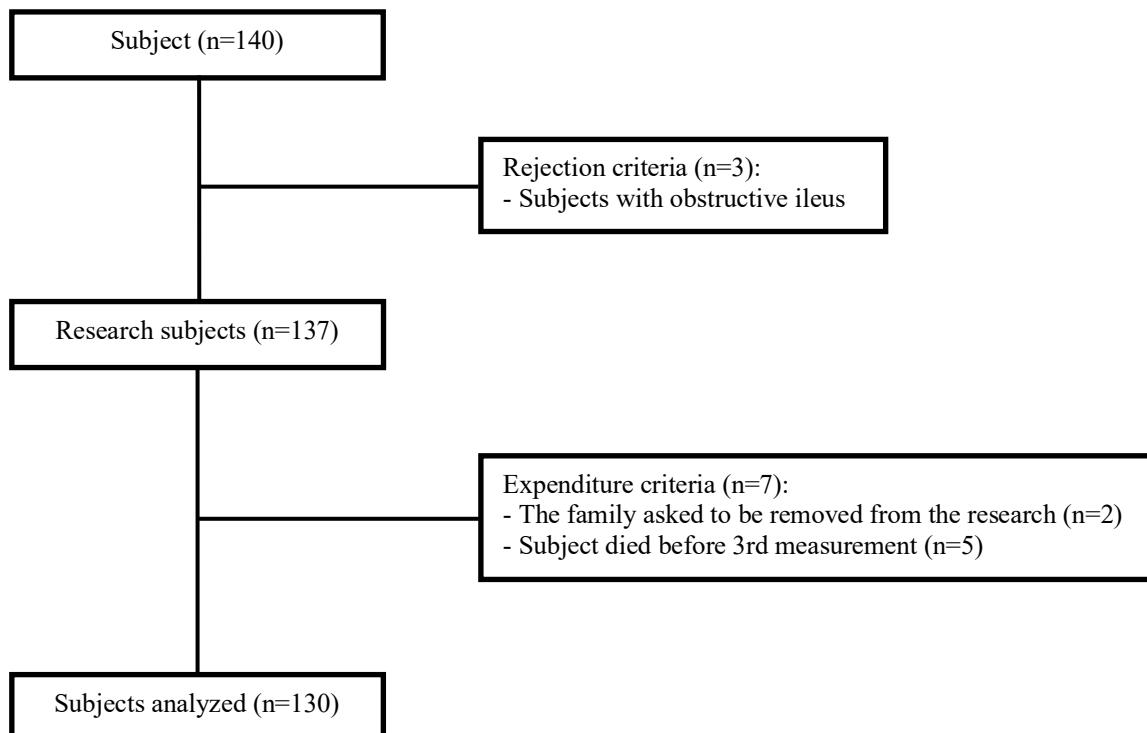 Subject (n=140)
Rejection criteria (n=3):
- Subjects with obstructive ileus
Research subjects (n=137)
Expenditure criteria (n=7):
- The family asked to be removed from the research (n=2)
- Subject died before 3rd measurement (n=5)
Subjects analyzed (n=130)